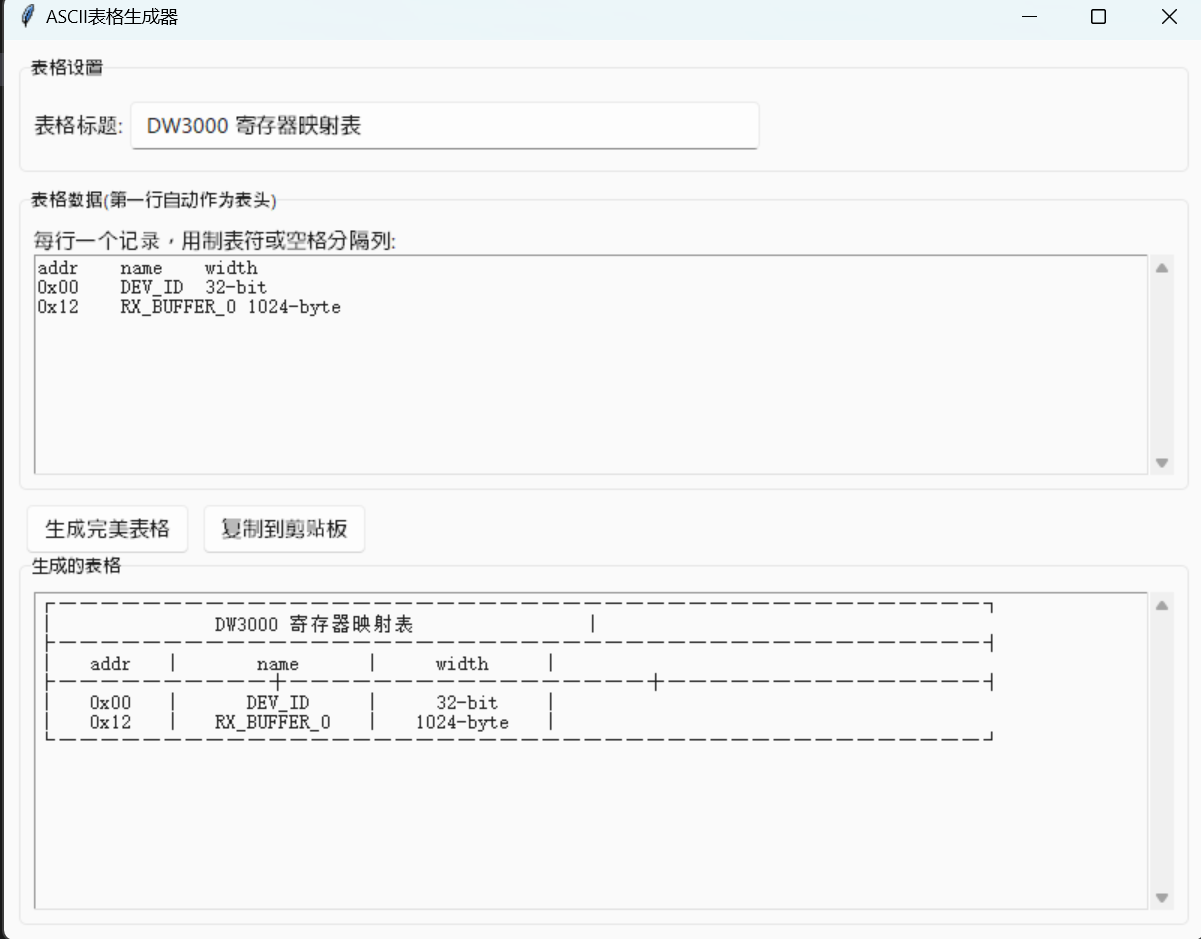 ASCII表格生成器
表格设置
表格标题: DW3000 寄存器映射表
表格数据(第一行自动作为表头)
每行一个记录，用制表符或空格分隔列:
addr name width
0x00 DEV_ID 32-bit
0x12 RX_BUFFER_0 1024-byte
生成完美表格 复制到剪贴板
生成的表格
DW3000 寄存器映射表
addr | name | width |
0x00 | DEV_ID | 32-bit |
0x12 | RX_BUFFER_0 | 1024-byte |